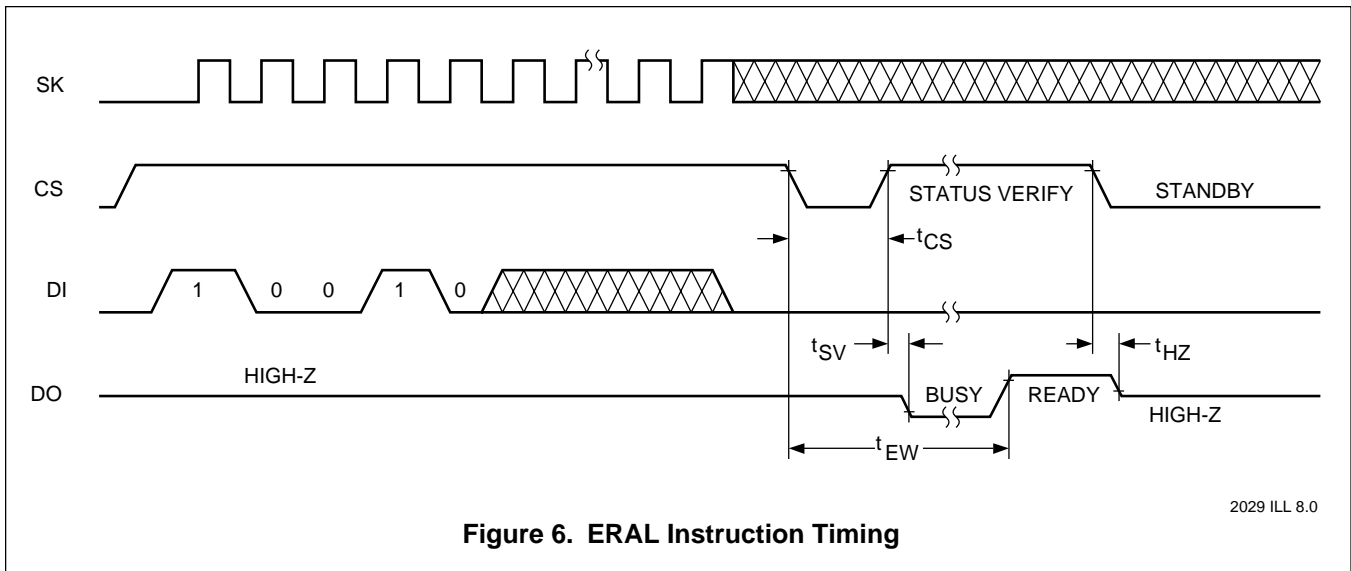 SK
CS
STATUS VERIFY
STANDBY
tCS
DI
1 0 0 1 0
tSV
tHZ
HIGH-Z
DO
BUSY
READY
HIGH-Z
tEW
2029 ILL 8.0
Figure 6. ERAL Instruction Timing